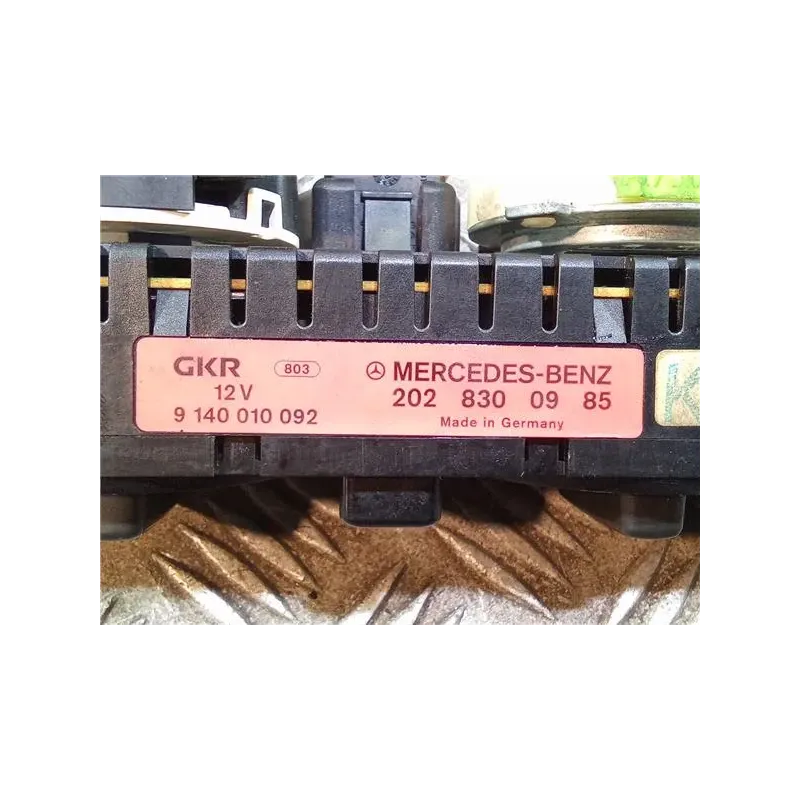 GKR 803 MERCEDES-BENZ
12 V 202 830 09 85
9 140 010 092 Made in Germany